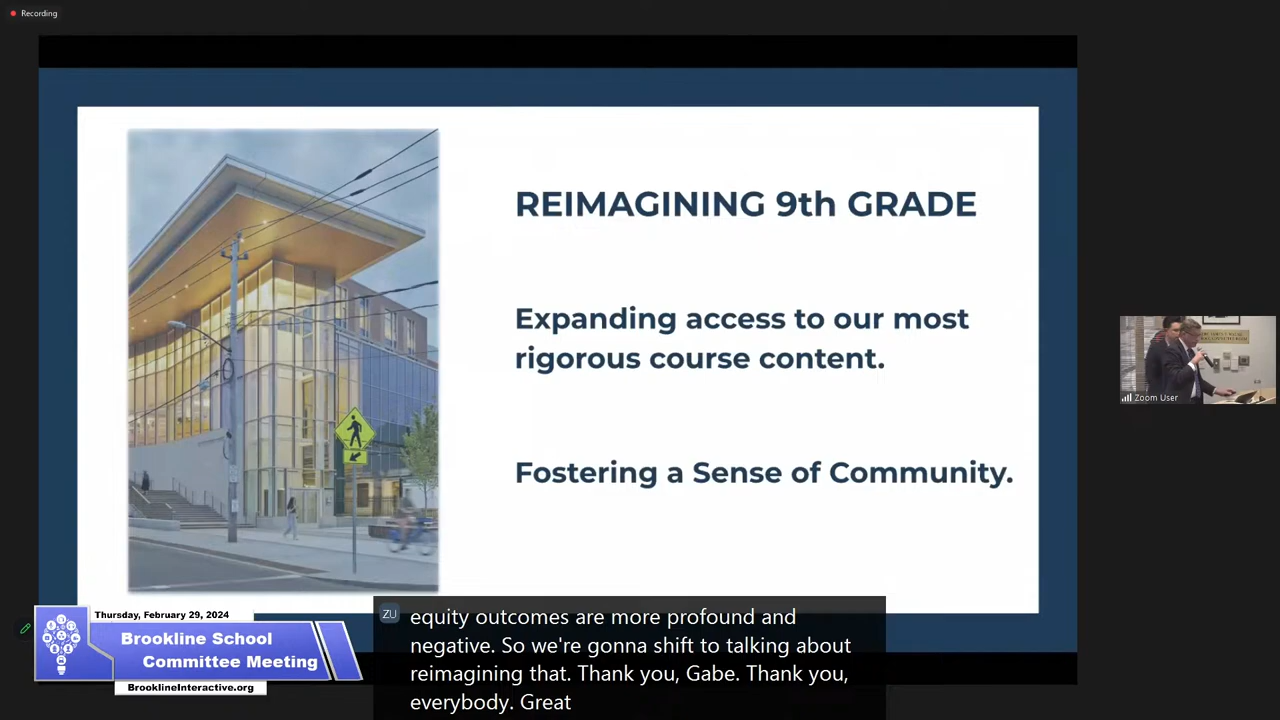 Recording
REIMAGINING 9th GRADE
Expanding access to our most
rigorous course content.
Fostering a Sense of Community.
Zoom User
Thursday, February 29, 2024
Brookline School
Committee Meeting
BrooklineInteractive.org
ZU
equity outcomes are more profound and
negative. So we're gonna shift to talking about
reimagining that. Thank you, Gabe. Thank you,
everybody. Great